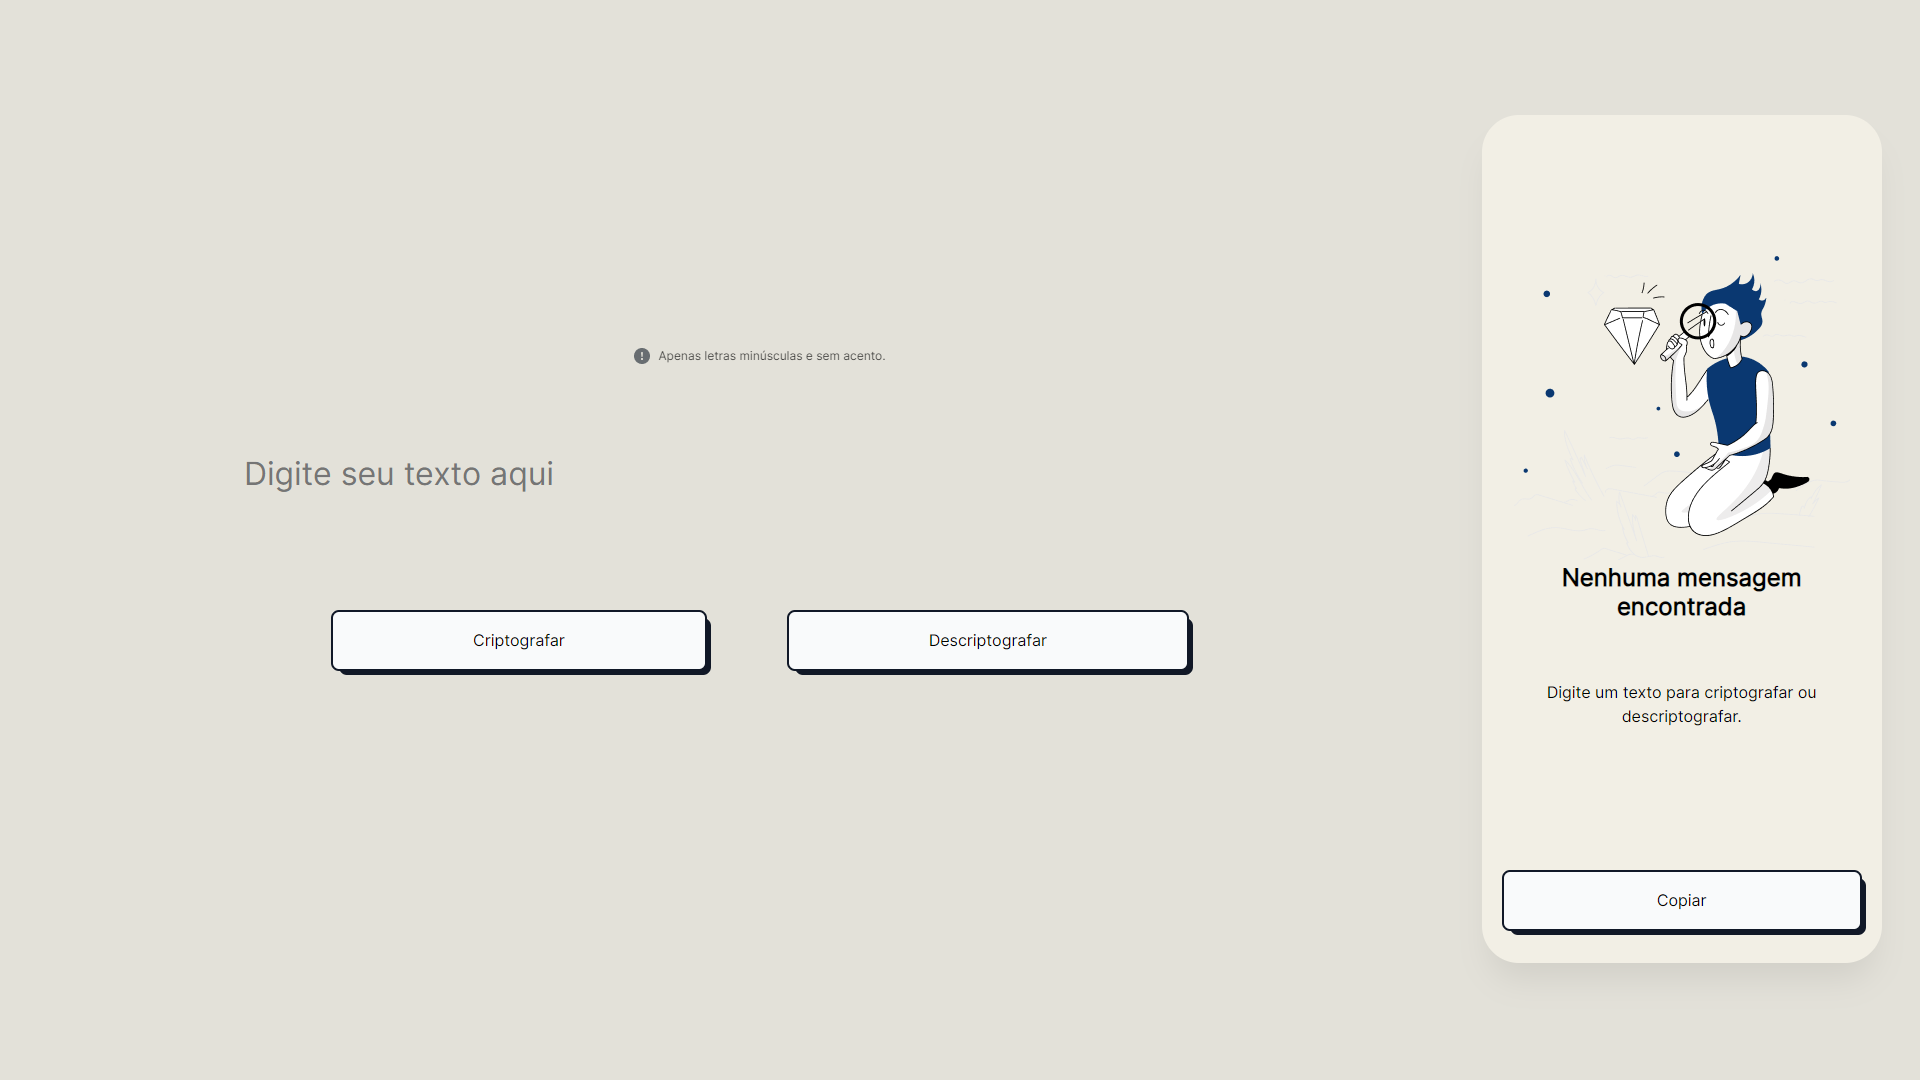 Apenas letras minúsculas e sem acento.
Digite seu texto aqui
Criptografar
Descriptografar
Nenhuma mensagem
encontrada
Digite um texto para criptografar ou
descriptografar.
Copiar